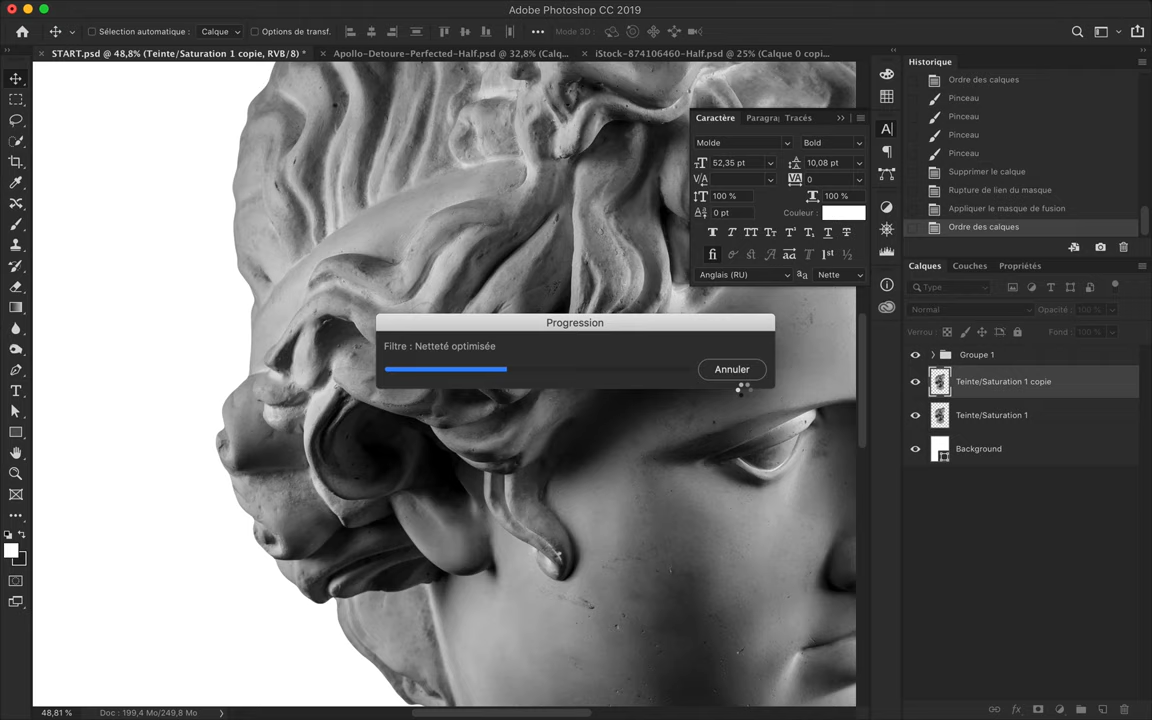 Adobe Photoshop CC 2019
Sélection automatique :
Calque
Options de transf.
Mode 3D :
START.psd @ 48,8% (Teinte/Saturation 1 copie, RVB/8) *
Apollo-Detoure-Perfected-Half.psd @ 32,8% (Calq...
iStock-874106460-Half.psd @ 25% (Calque 0 copi...
Historique
Ordre des calques
Pinceau
Pinceau
Pinceau
Pinceau
Supprimer le calque
Rupture de lien du masque
Appliquer le masque de fusion
Ordre des calques
Caractère
Paragra
Tracés
Molde
Bold
52,35 pt
10,08 pt
0
100 %
100 %
0 pt
Couleur :
Anglais (RU)
Nette
Calques
Couches
Propriétés
Type
Normal
Opacité : 100 %
Verrou :
Fond : 100 %
Groupe 1
Teinte/Saturation 1 copie
Teinte/Saturation 1
Background
Progression
Filtre : Netteté optimisée
Annuler
48,81 %
Doc : 199,4 Mo/249,8 Mo